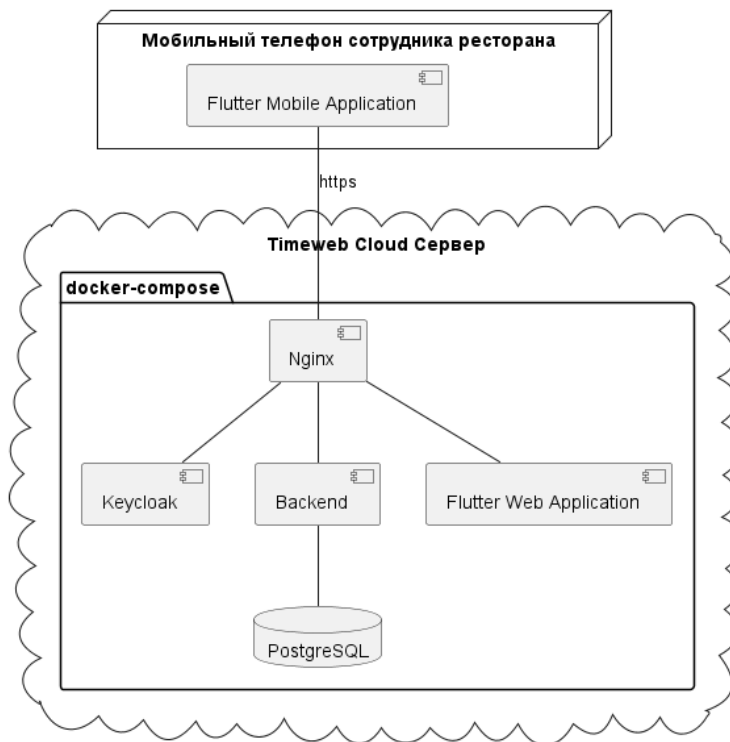 Мобильный телефон сотрудника ресторана
Flutter Mobile Application
https
Timeweb Cloud Сервер
docker-compose
Nginx
Keycloak
Backend
Flutter Web Application
PostgreSQL